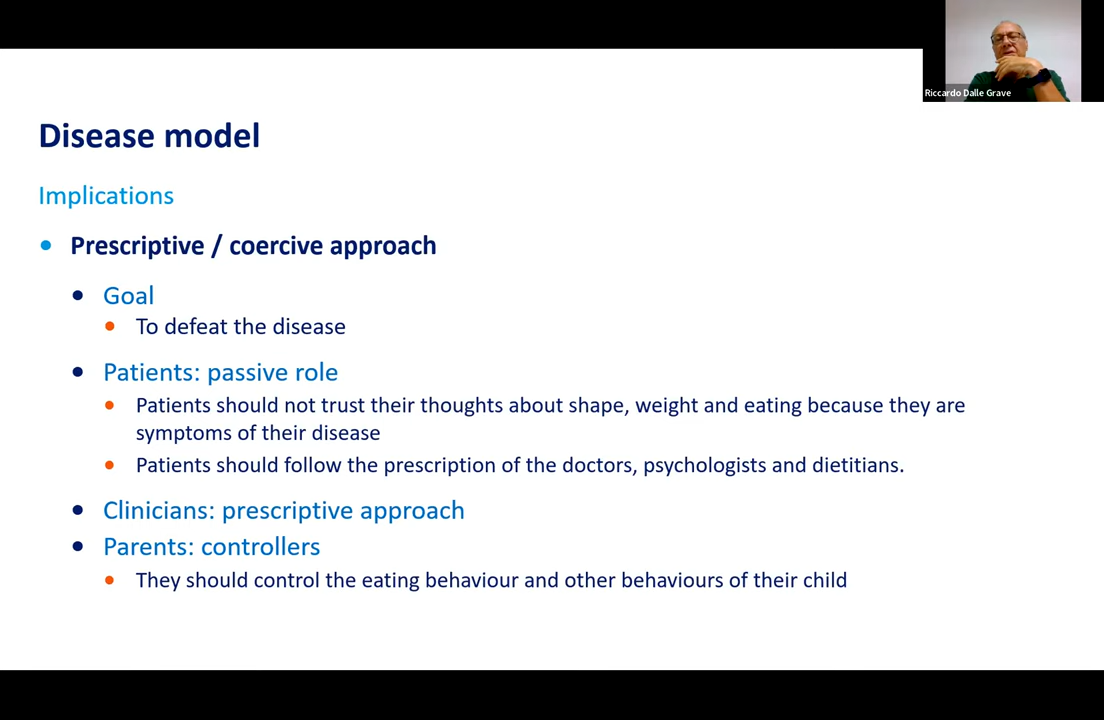 Riccardo Dalle Grave
Disease model
Implications
• Prescriptive / coercive approach
• Goal
• To defeat the disease
• Patients: passive role
• Patients should not trust their thoughts about shape, weight and eating because they are
symptoms of their disease
• Patients should follow the prescription of the doctors, psychologists and dietitians.
• Clinicians: prescriptive approach
• Parents: controllers
• They should control the eating behaviour and other behaviours of their child